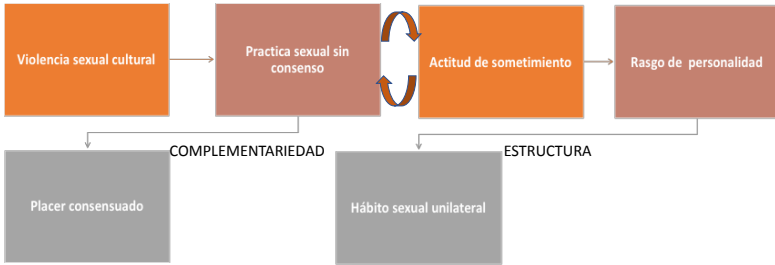 Violencia sexual cultural
Practica sexual sin
consenso
Actitud de sometimiento
Rasgo de personalidad
COMPLEMENTARIEDAD
ESTRUCTURA
Placer consensuado
Hábito sexual unilateral